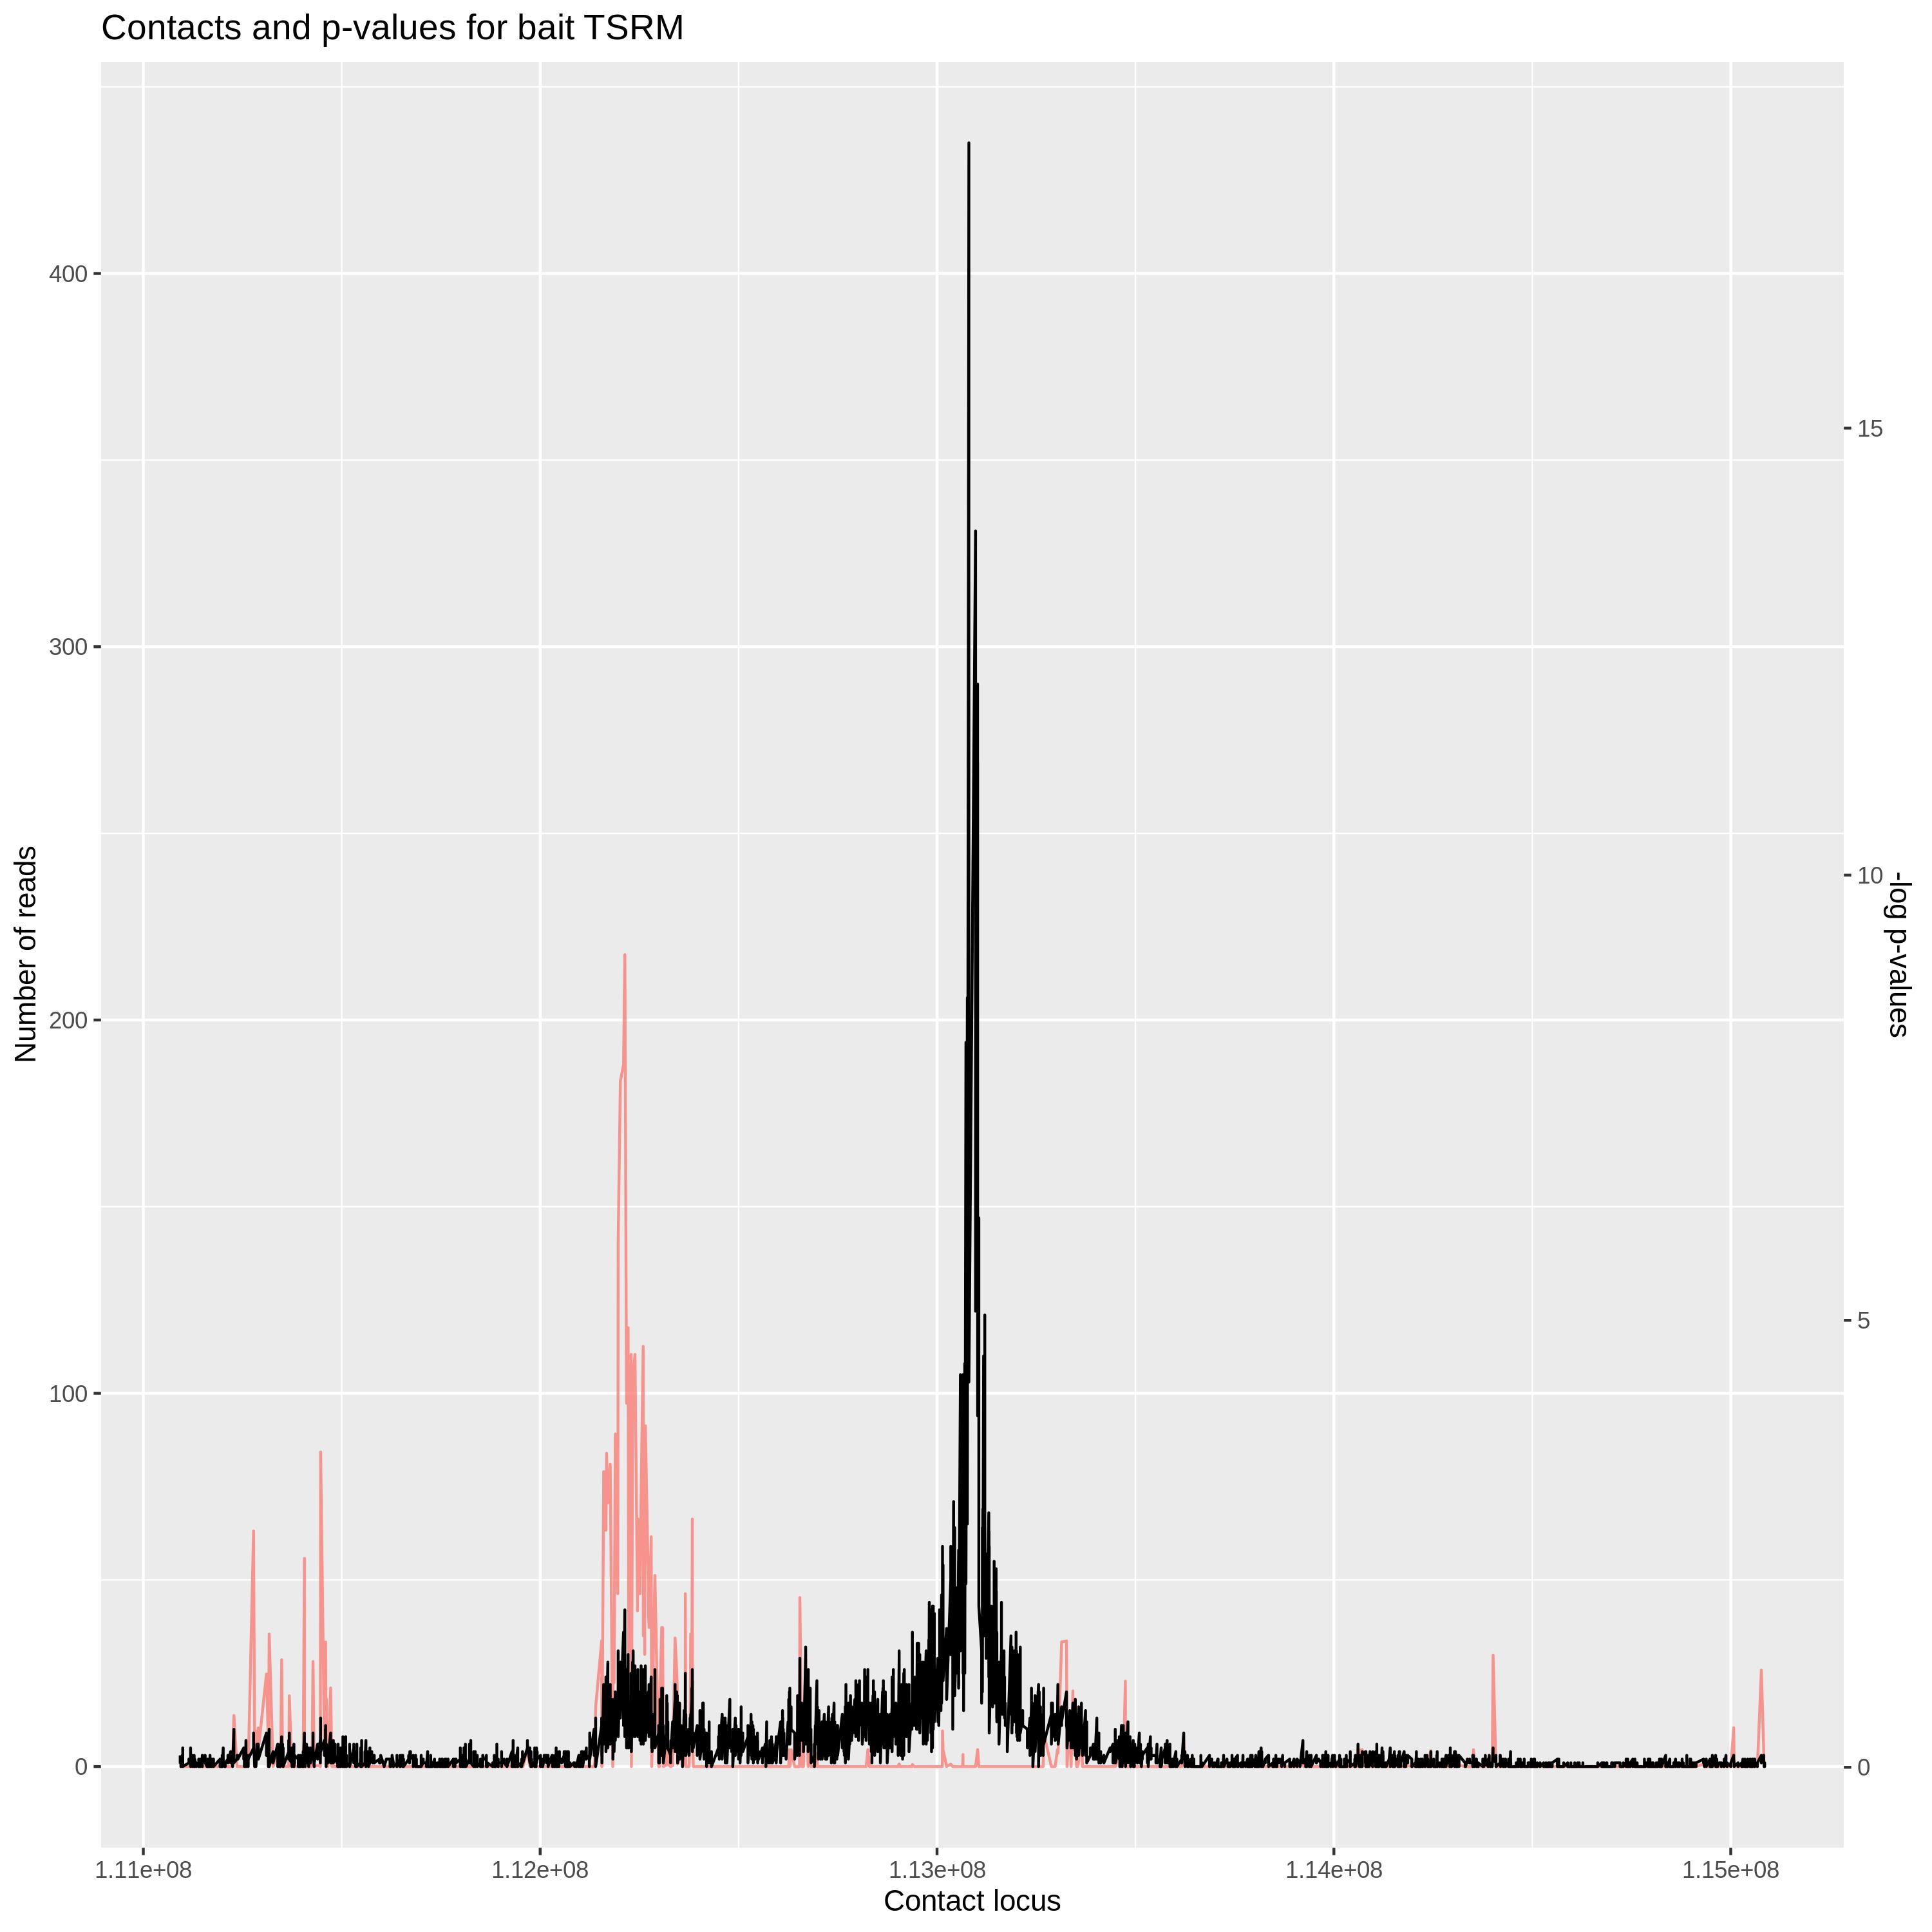 Contacts and p-values for bait TSRM
400
300
200
100
0
Number of reads
15
10
5
0
-log p-values
1.11e+08 1.12e+08 1.13e+08 1.14e+08 1.15e+08
Contact locus